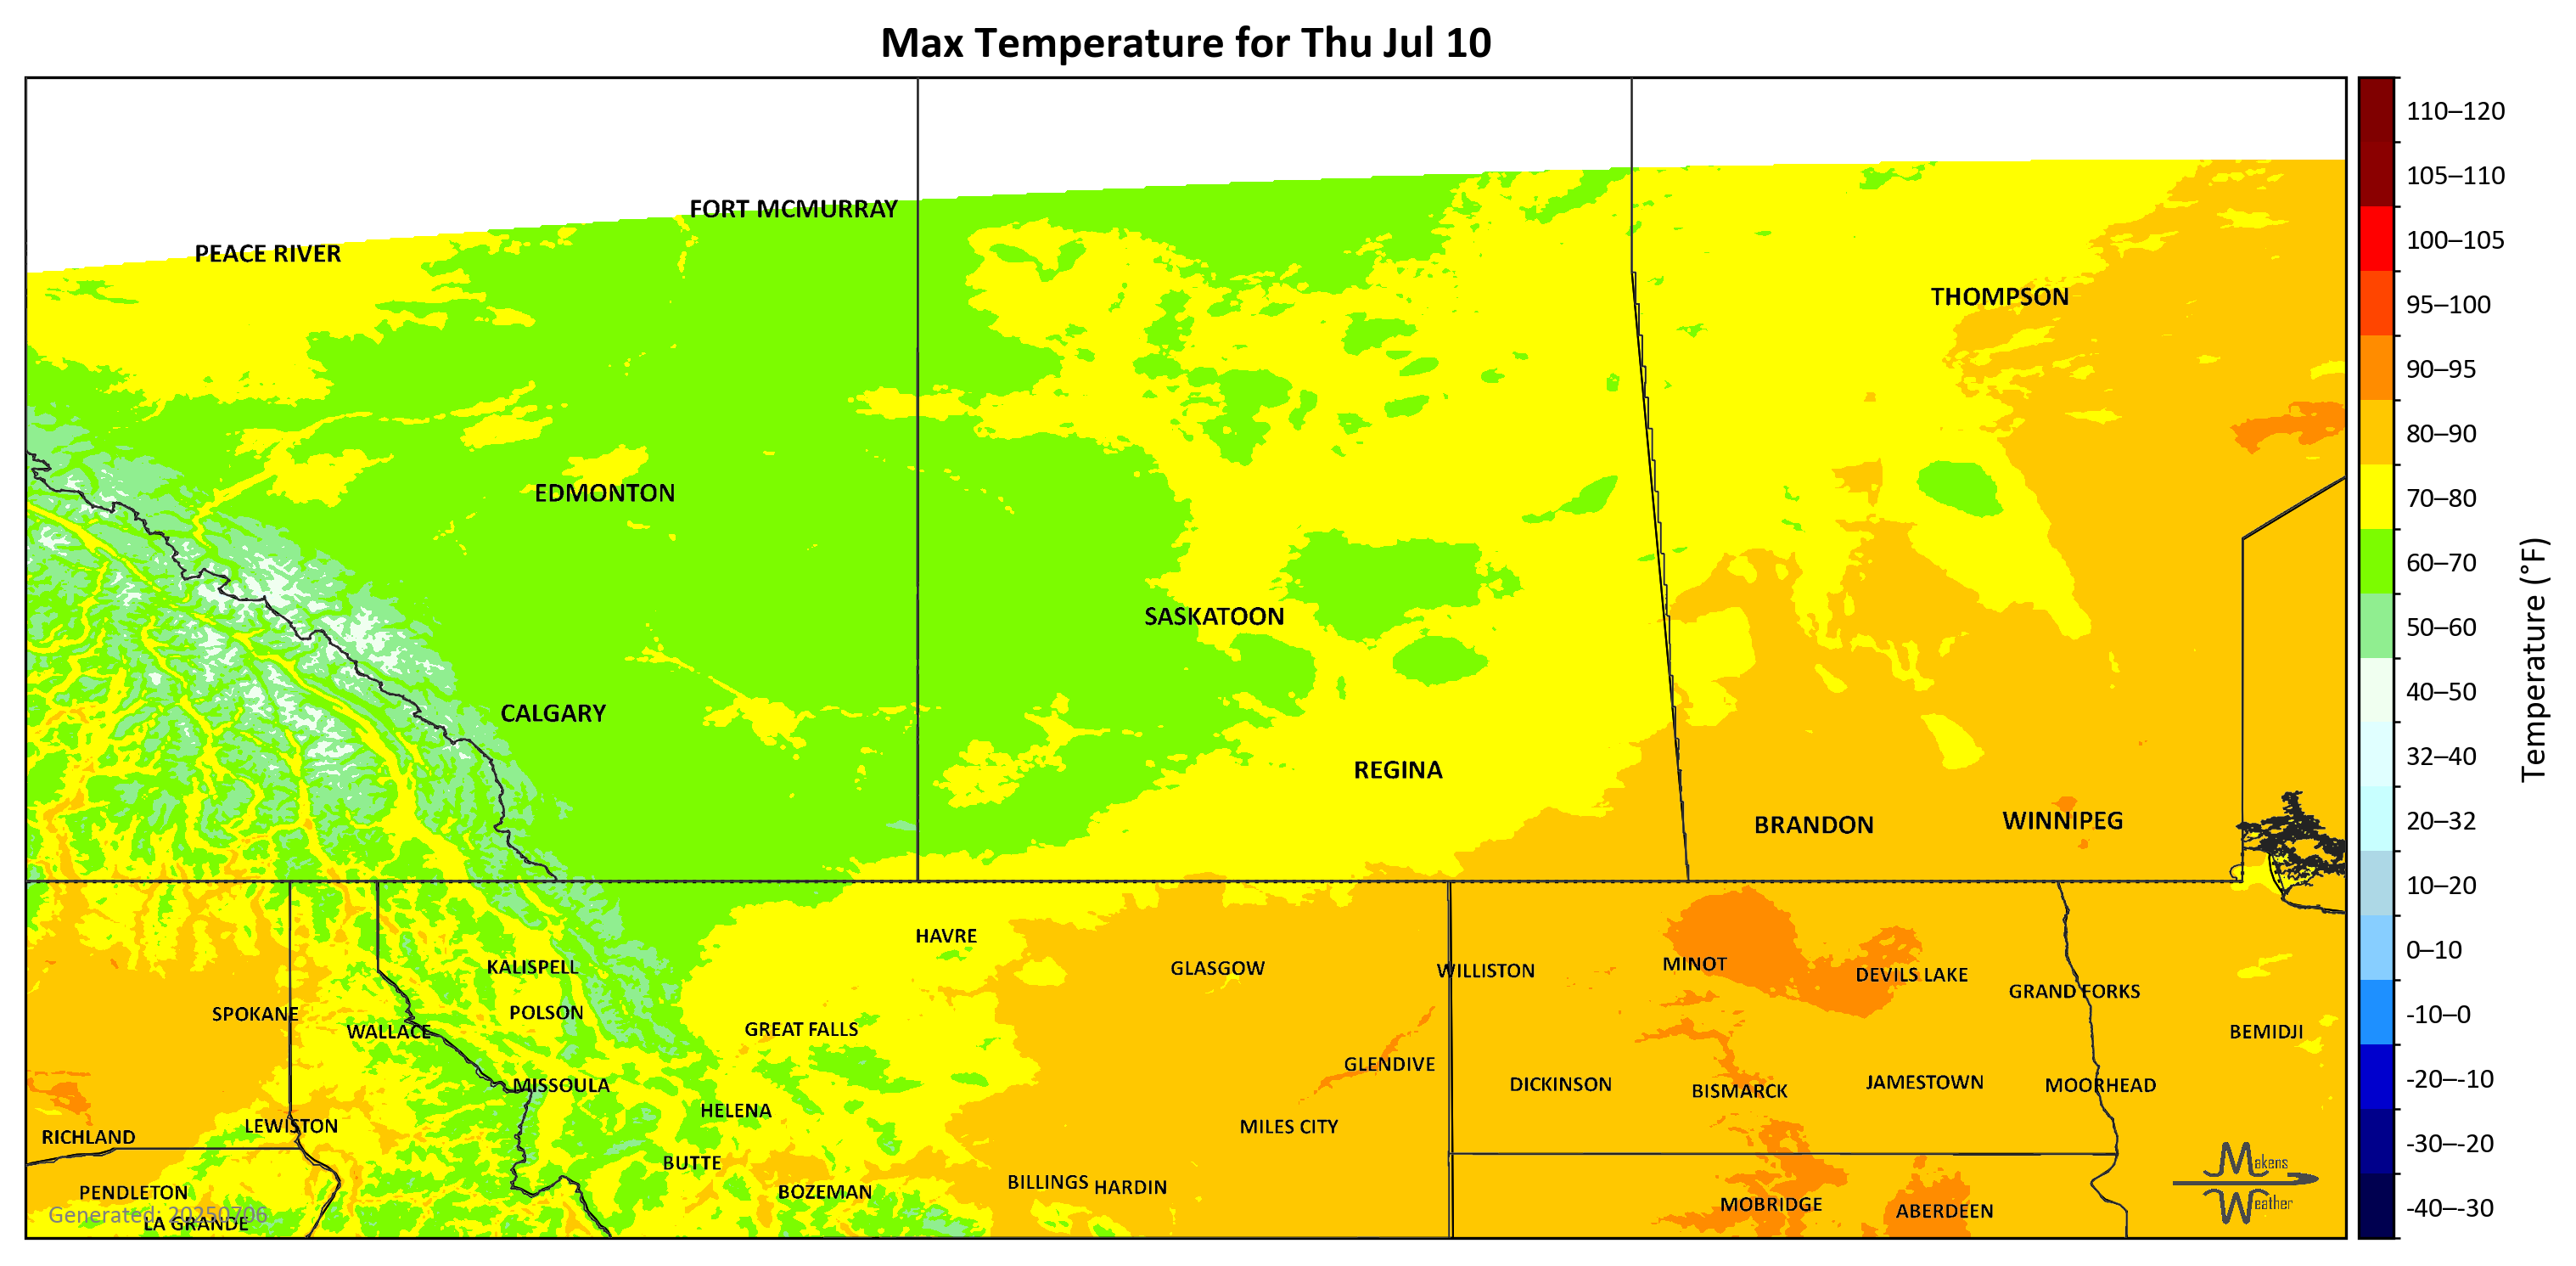 Max Temperature for Thu Jul 10
FORT MCMURRAY
PEACE RIVER
THOMPSON
EDMONTON
SASKATOON
CALGARY
REGINA
BRANDON
WINNIPEG
HAVRE
KALISPELL
GLASGOW
WILLISTON
MINOT
DEVILS LAKE
GRAND FORKS
SPOKANE
POLSON
WALLACE
GREAT FALLS
BEMIDJI
GLENDIVE
MISSOULA
DICKINSON
BISMARCK
JAMESTOWN
MOORHEAD
HELENA
LEWISTON
MILES CITY
RICHLAND
BUTTE
BILLINGS
HARDIN
PENDLETON
BOZEMAN
MOBRIDGE
ABERDEEN
Generated: 20250706
LA GRANDE
Makens
Weather
110–120
105–110
100–105
95–100
90–95
80–90
70–80
60–70
50–60
40–50
32–40
20–32
10–20
0–10
-10–0
-20–-10
-30–-20
-40–-30
Temperature (°F)